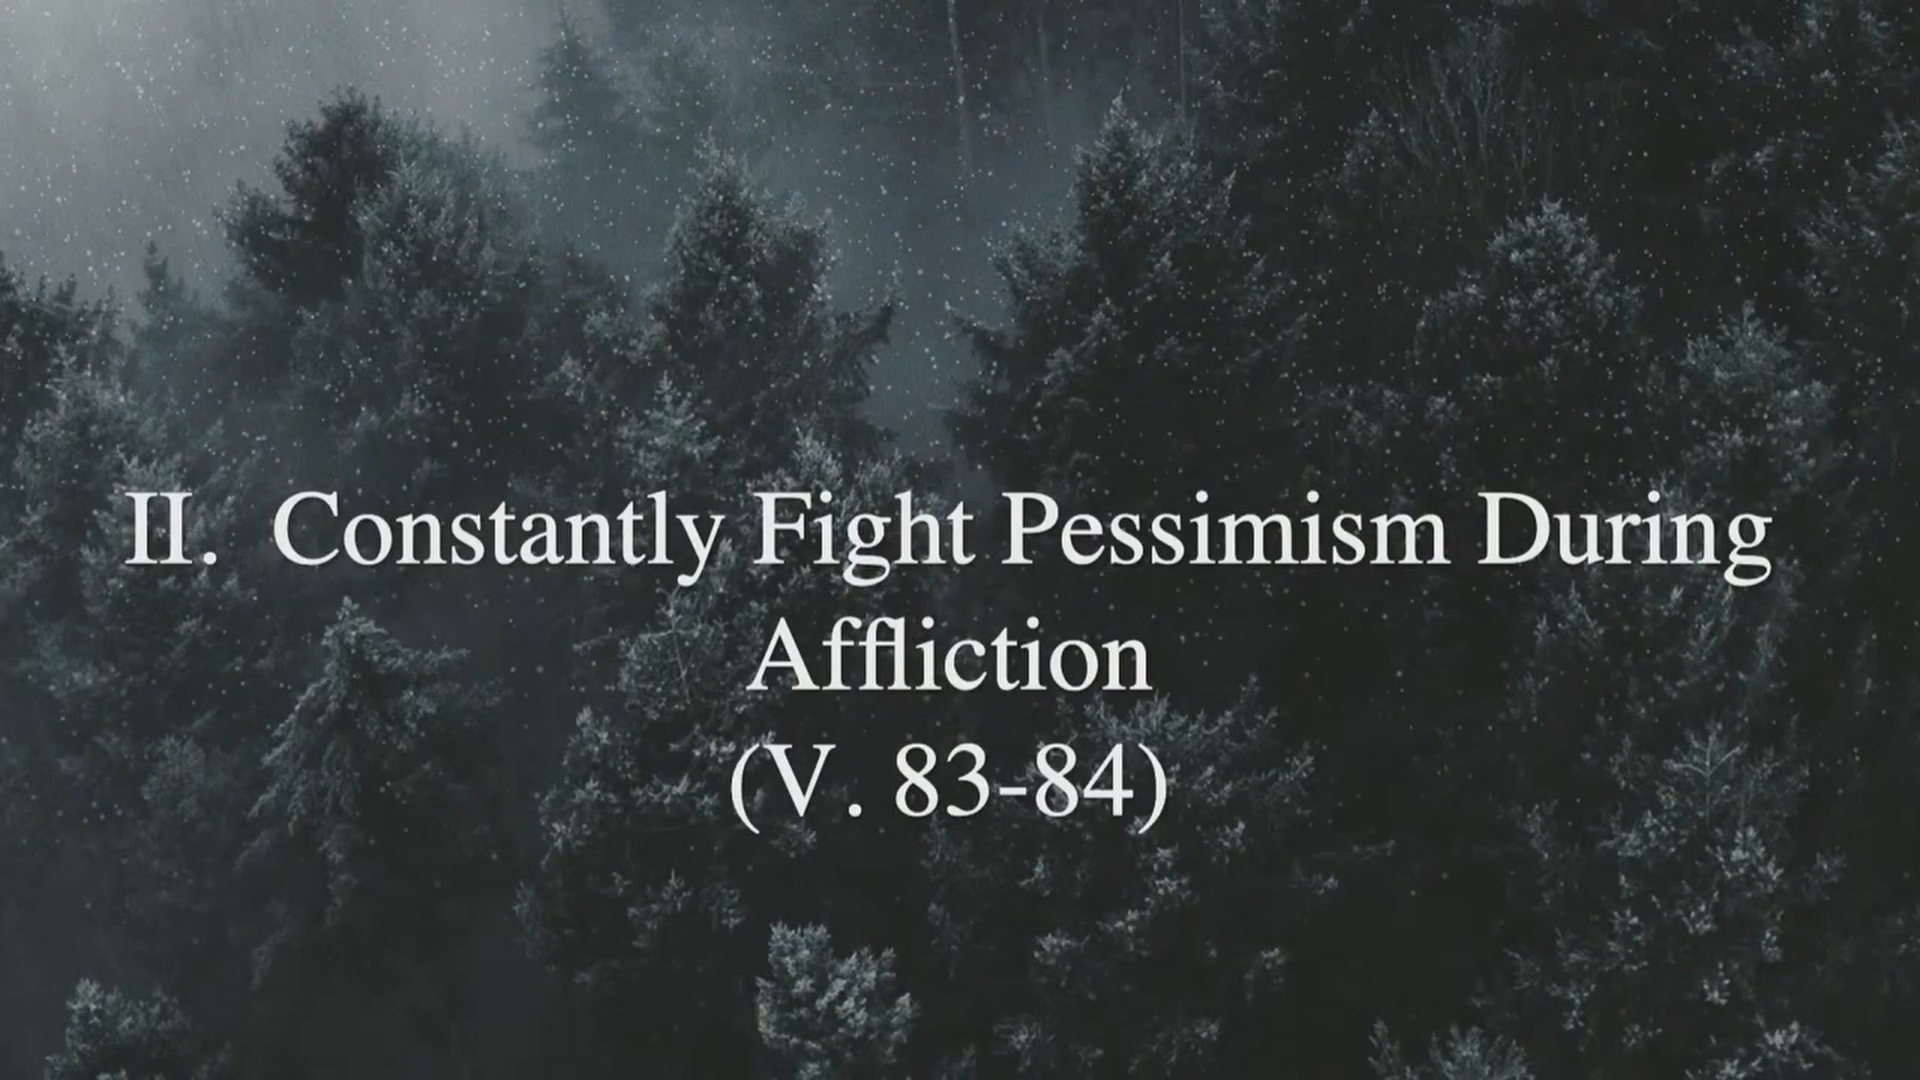 II.  Constantly Fight Pessimism During
Affliction
(V. 83-84)